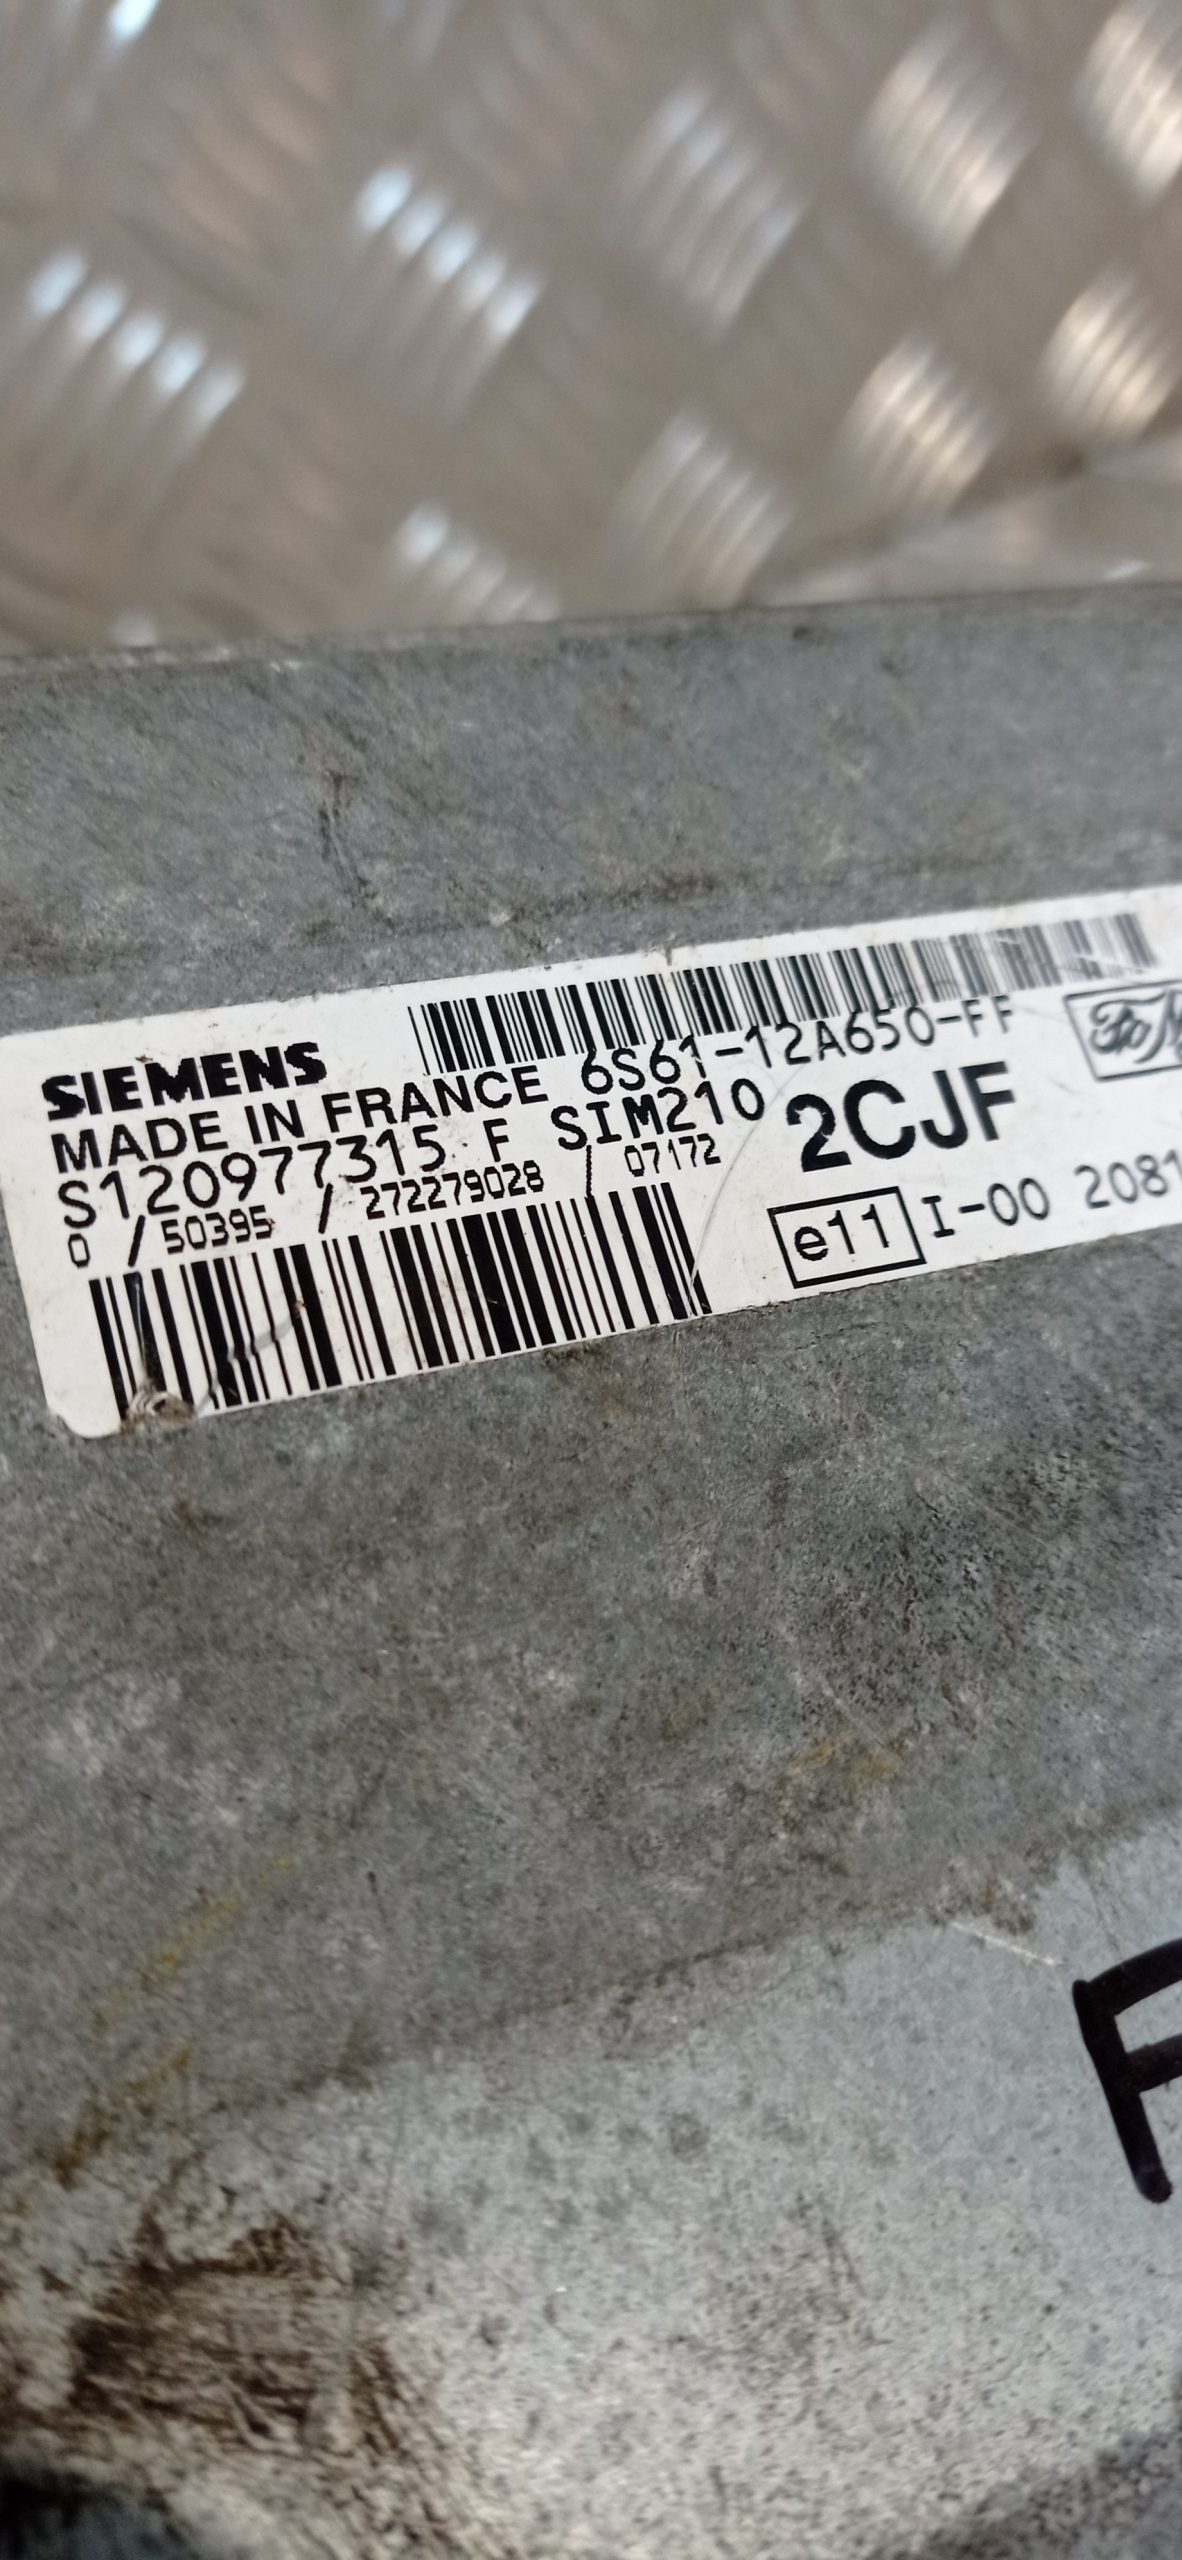 SIEMENS
MADE IN FRANCE 6S61-12A650-FF
S120977315 F SIM210 2CJF
0 / 50395 / 272279028 / 07172
e11 I-00 2081
F